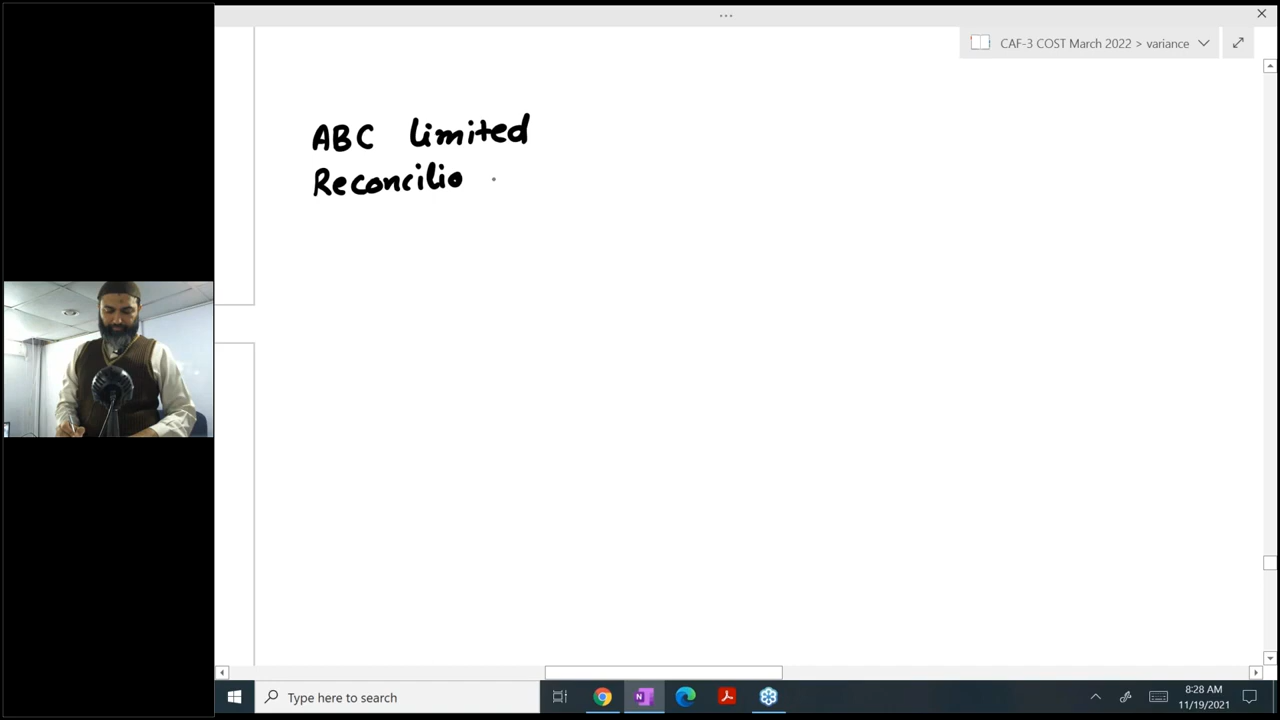 CAF-3 COST March 2022 > variance
ABC Limited
Reconcilio
Type here to search
8:28 AM
11/19/2021